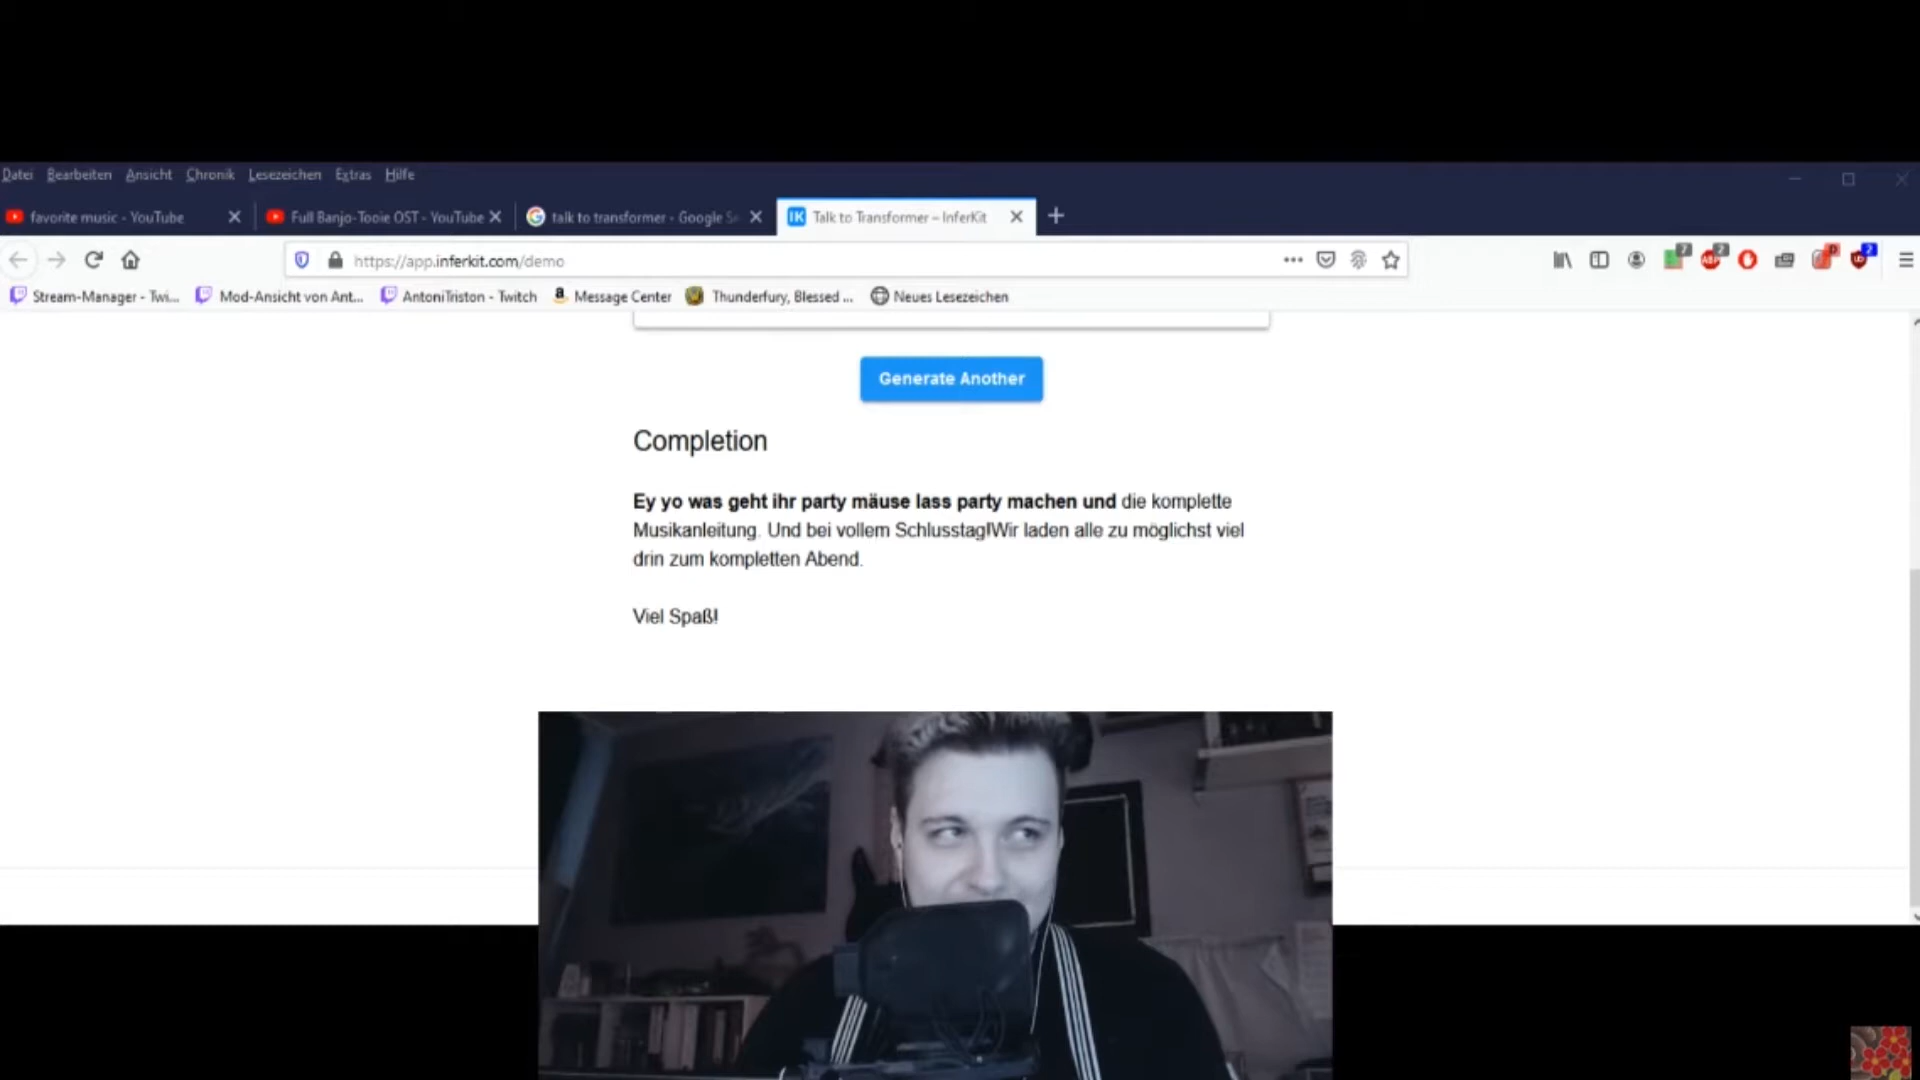 Datei Bearbeiten Ansicht Chronik Lesezeichen Extras Hilfe
favorite music - YouTube
Full Banjo-Tooie OST - YouTube
talk to transformer - Google Se
IK Talk to Transformer – InferKit
https://app.inferkit.com/demo
Stream-Manager - Twi...
Mod-Ansicht von Ant...
AntoniTriston - Twitch
Message Center
Thunderfury, Blessed ...
Neues Lesezeichen
Generate Another
Completion
Ey yo was geht ihr party mäuse lass party machen und die komplette
Musikanleitung. Und bei vollem Schlusstag!Wir laden alle zu möglichst viel
drin zum kompletten Abend.
Viel Spaß!